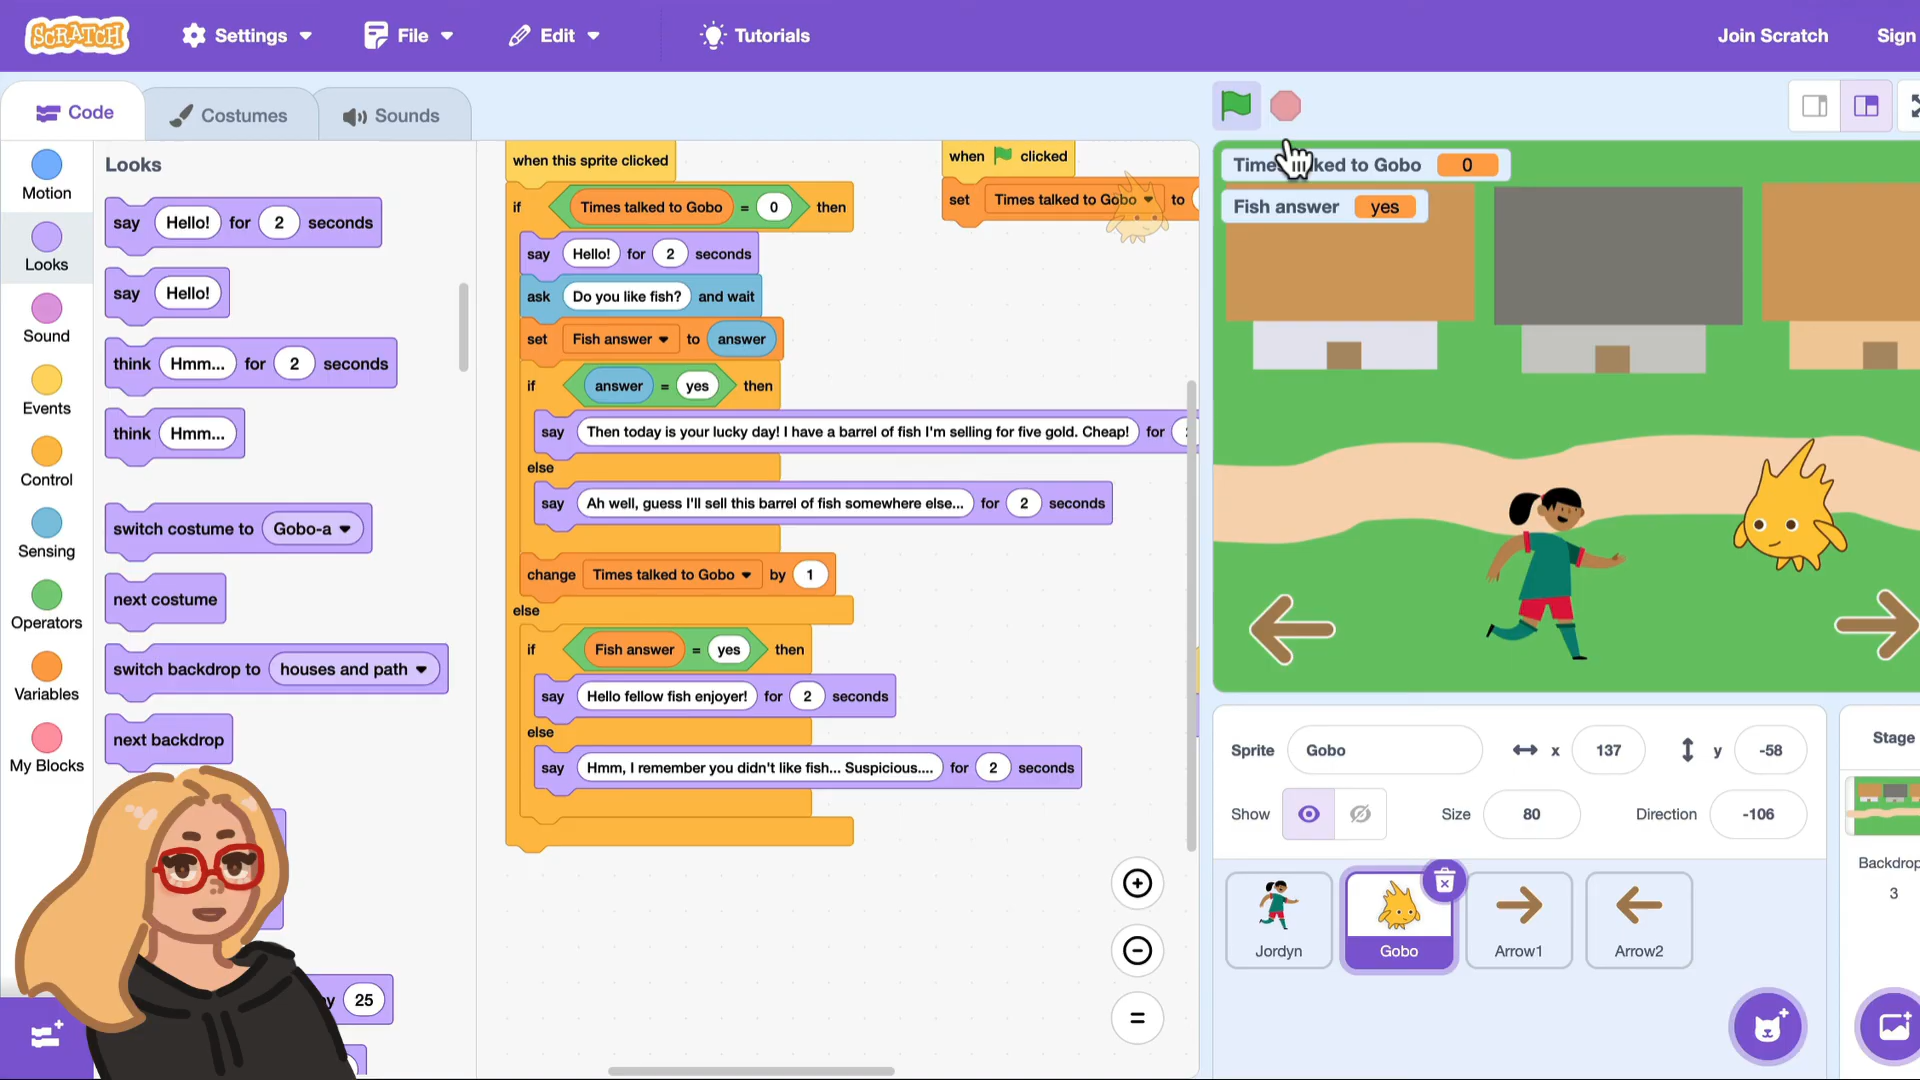 SCRATCH Settings File Edit Tutorials Join Scratch Sign
Code Costumes Sounds
Motion
Looks
Sound
Events
Control
Sensing
Operators
Variables
My Blocks
Looks
say Hello! for 2 seconds
say Hello!
think Hmm... for 2 seconds
think Hmm...
switch costume to Gobo-a
next costume
switch backdrop to houses and path
next backdrop
25
when this sprite clicked
if Times talked to Gobo = 0 then
say Hello! for 2 seconds
ask Do you like fish? and wait
set Fish answer to answer
if answer = yes then
say Then today is your lucky day! I have a barrel of fish I'm selling for five gold. Cheap! for
else
say Ah well, guess I'll sell this barrel of fish somewhere else... for 2 seconds
change Times talked to Gobo by 1
else
if Fish answer = yes then
say Hello fellow fish enjoyer! for 2 seconds
else
say Hmm, I remember you didn't like fish... Suspicious.... for 2 seconds
when clicked
set Times talked to Gobo to
Times to Gobo 0
Fish answer yes
Sprite Gobo x 137 y -58
Show Size 80 Direction -106
Jordyn Gobo Arrow1 Arrow2
Stage
3